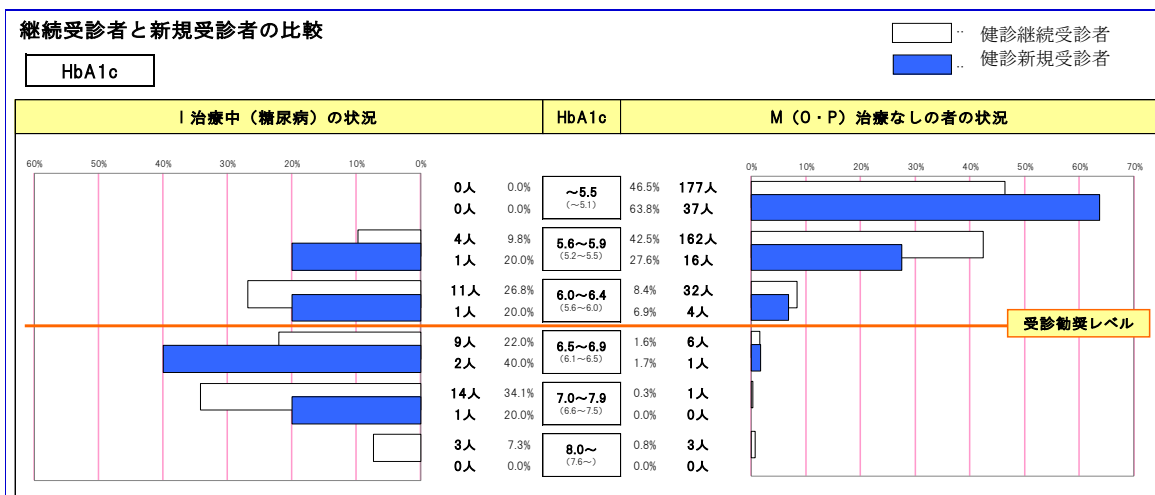 継続受診者と新規受診者の比較
‥ 健診継続受診者
‥ 健診新規受診者
HbA1c
I 治療中（糖尿病）の状況 HbA1c M（O・P）治療なしの者の状況
60% 50% 40% 30% 20% 10% 0% 0% 10% 20% 30% 40% 50% 60% 70%
0人 0.0% ～5.5 46.5% 177人
0人 0.0% （～5.1） 63.8% 37人
4人 9.8% 5.6～5.9 42.5% 162人
1人 20.0% （5.2～5.5） 27.6% 16人
11人 26.8% 6.0～6.4 8.4% 32人
1人 20.0% （5.6～6.0） 6.9% 4人
受診勧奨レベル
9人 22.0% 6.5～6.9 1.6% 6人
2人 40.0% （6.1～6.5） 1.7% 1人
14人 34.1% 7.0～7.9 0.3% 1人
1人 20.0% （6.6～7.5） 0.0% 0人
3人 7.3% 8.0～ 0.8% 3人
0人 0.0% （7.6～） 0.0% 0人